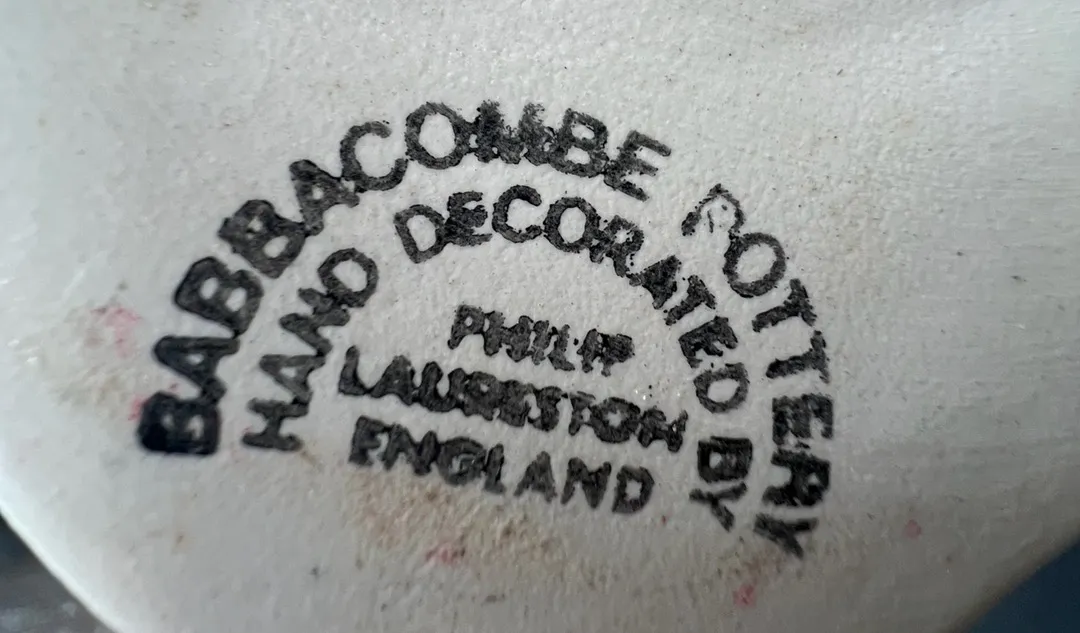 BABBACOMBE POTTERY
HAND DECORATED BY
PHILIP
LAURESTON
ENGLAND